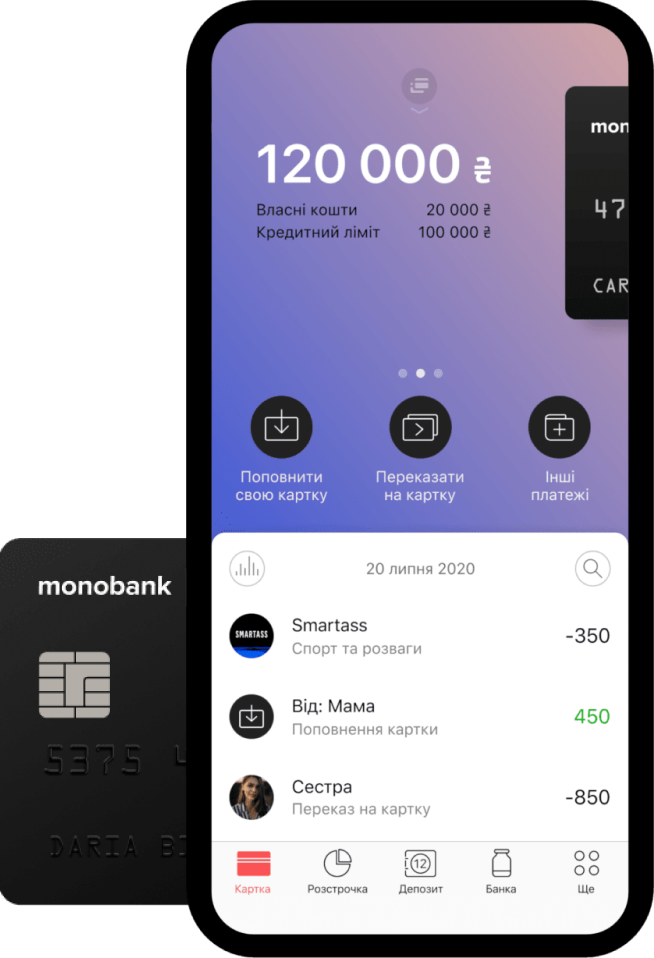 120 000 ₴
Власні кошти 20 000 ₴
Кредитний ліміт 100 000 ₴
mon
47
CAR
Поповнити
свою картку
Переказати
на картку
Інші
платежі
20 липня 2020
SMARTASS
Smartass
-350
Спорт та розваги
Від: Мама
450
Поповнення картки
Сестра
-850
Переказ на картку
12
Картка
Розстрочка
Депозит
Банка
Ще
monobank
5375 4
DARIA